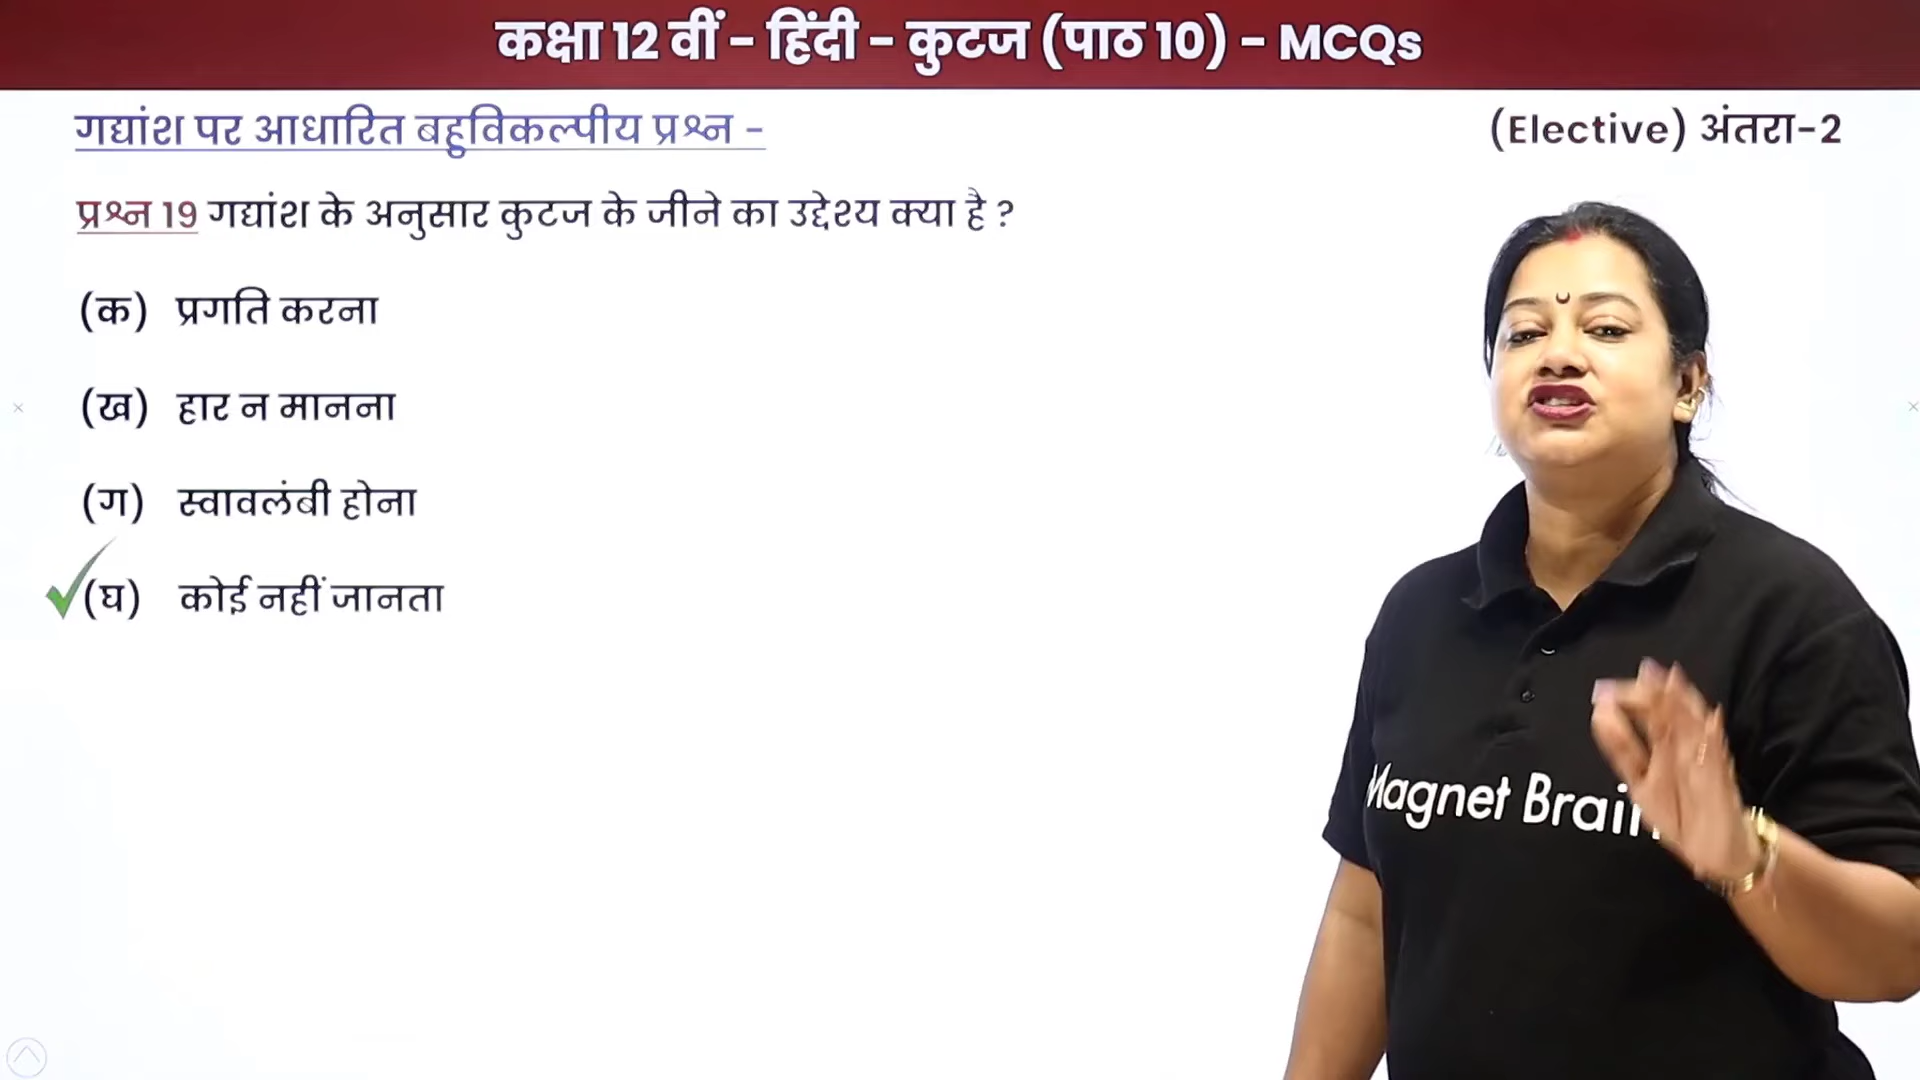 कक्षा 12 वीं - हिंदी - कुटज (पाठ 10) - MCQs
गद्यांश पर आधारित बहुविकल्पीय प्रश्न -
(Elective) अंतरा-2
प्रश्न 19 गद्यांश के अनुसार कुटज के जीने का उद्देश्य क्या है ?
(क) प्रगति करना
(ख) हार न मानना
(ग) स्वावलंबी होना
(घ) कोई नहीं जानता
Magnet Brain